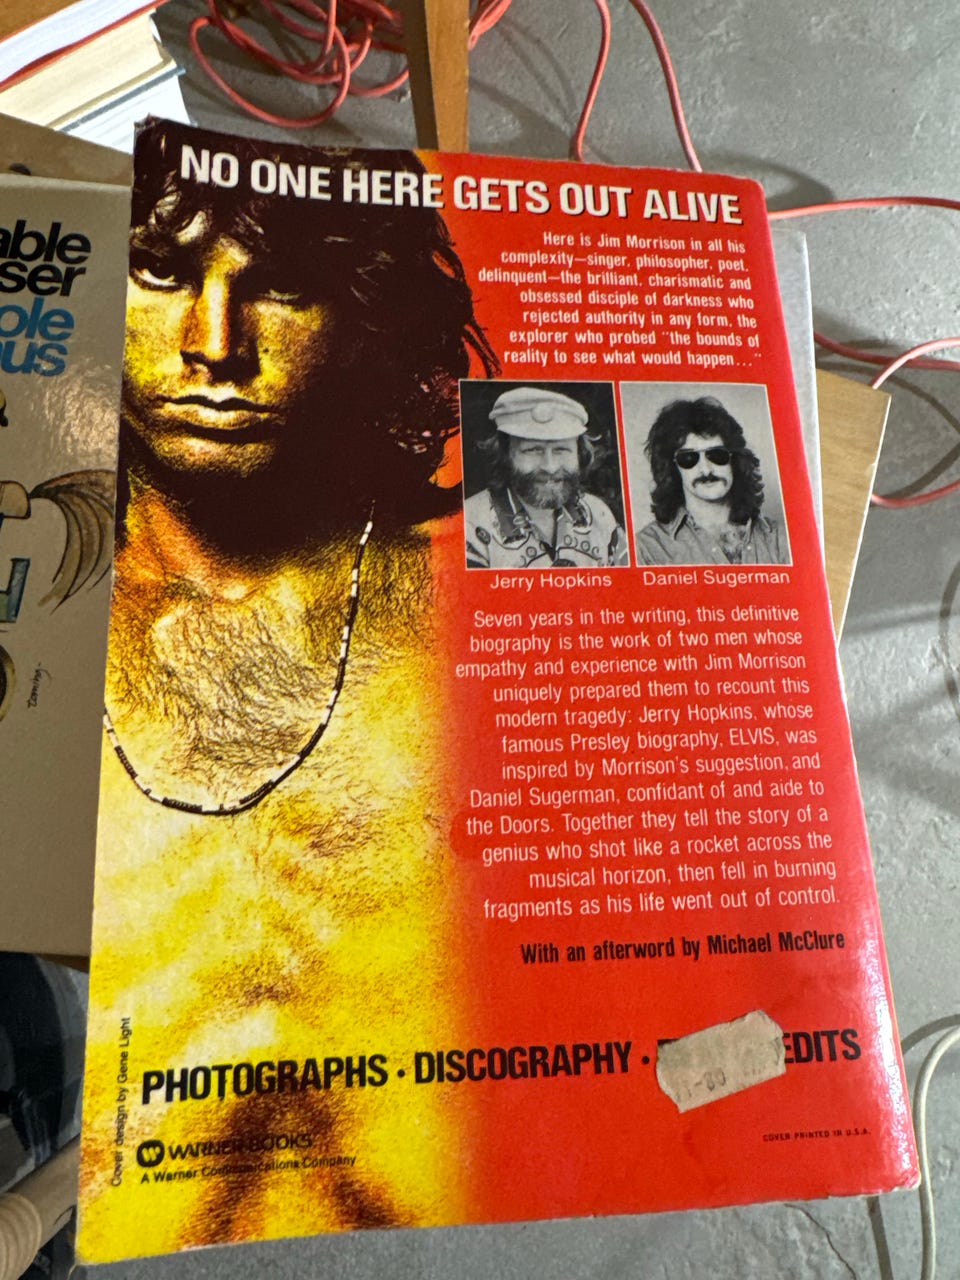 NO ONE HERE GETS OUT ALIVE
Here is Jim Morrison in all his
complexity—singer, philosopher, poet,
delinquent—the brilliant, charismatic and
obsessed disciple of darkness who
rejected authority in any form, the
explorer who probed "the bounds of
reality to see what would happen..."
Jerry Hopkins
Daniel Sugerman
Seven years in the writing, this definitive
biography is the work of two men whose
empathy and experience with Jim Morrison
uniquely prepared them to recount this
modern tragedy: Jerry Hopkins, whose
famous Presley biography, ELVIS, was
inspired by Morrison's suggestion, and
Daniel Sugerman, confidant of and aide to
the Doors. Together they tell the story of a
genius who shot like a rocket across the
musical horizon, then fell in burning
fragments as his life went out of control.
With an afterword by Michael McClure
PHOTOGRAPHS · DISCOGRAPHY · EDITS
-80
Cover design by Gene Light
W WARNER BOOKS
A Warner Communications Company
COVER PRINTED IN U.S.A.
able
ser
ole
us